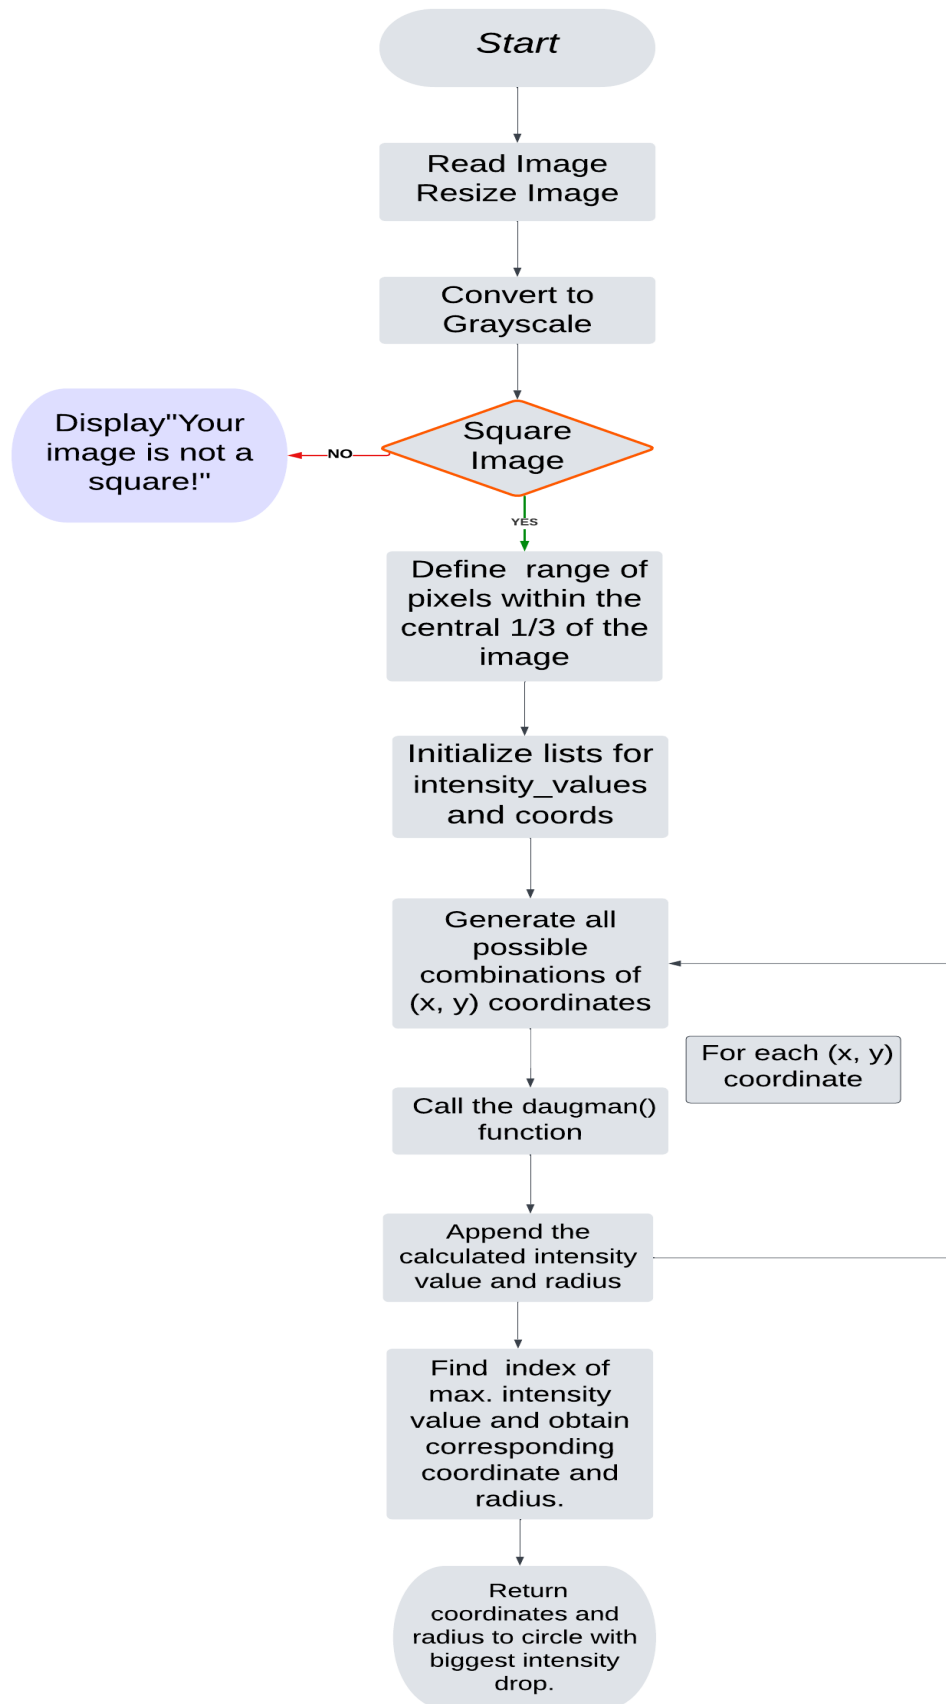 Start
Read Image
Resize Image
Convert to
Grayscale
Square
Image
NO
Display"Your
image is not a
square!"
YES
Define range of
pixels within the
central 1/3 of the
image
Initialize lists for
intensity_values
and coords
Generate all
possible
combinations of
(x, y) coordinates
For each (x, y)
coordinate
Call the daugman()
function
Append the
calculated intensity
value and radius
Find index of
max. intensity
value and obtain
corresponding
coordinate and
radius.
Return
coordinates and
radius to circle with
biggest intensity
drop.